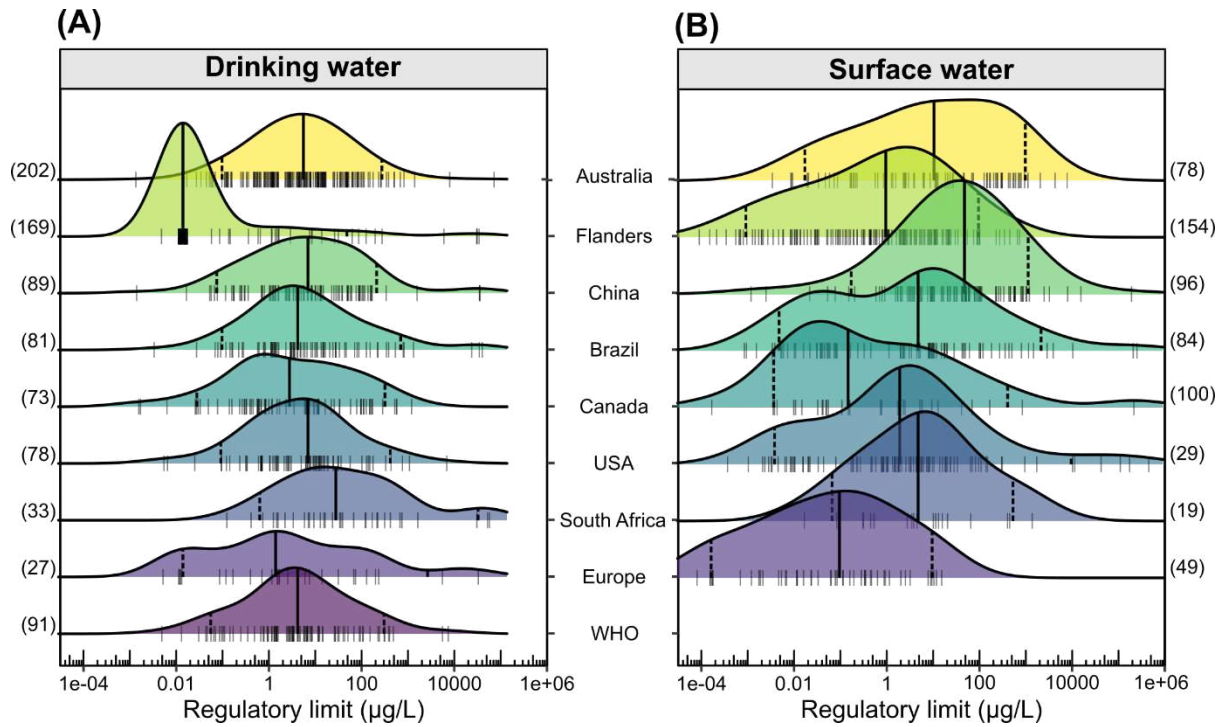 (A)
(B)
Drinking water
Surface water
(202)
Australia
(78)
(169)
Flanders
(154)
(89)
China
(96)
(81)
Brazil
(84)
(73)
Canada
(100)
(78)
USA
(29)
(33)
South Africa
(19)
(27)
Europe
(49)
(91)
WHO
1e-04 0.01 1 100 10000 1e+06
0.01 1 100 10000 1e+06
Regulatory limit (µg/L)
Regulatory limit (µg/L)